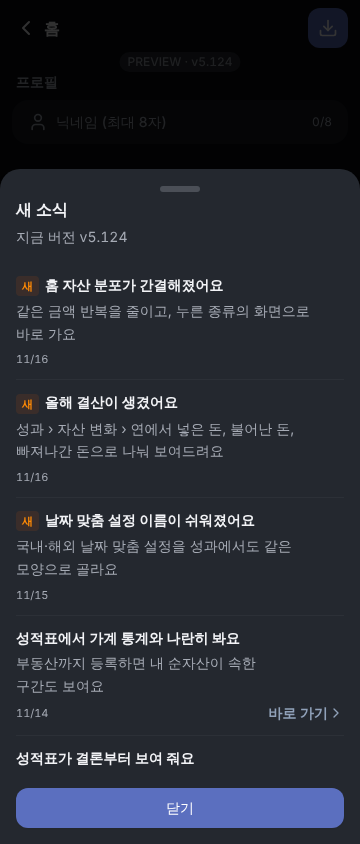 홈
PREVIEW · v5.124
프로필
닉네임 (최대 8자)
0/8
새 소식
지금 버전 v5.124
새 홈 자산 분포가 간결해졌어요
같은 금액 반복을 줄이고, 누른 종류의 화면으로
바로 가요
11/16
새 올해 결산이 생겼어요
성과 › 자산 변화 › 연에서 넣은 돈, 불어난 돈,
빠져나간 돈으로 나눠 보여드려요
11/16
새 날짜 맞춤 설정 이름이 쉬워졌어요
국내·해외 날짜 맞춤 설정을 성과에서도 같은
모양으로 골라요
11/15
성적표에서 가계 통계와 나란히 봐요
부동산까지 등록하면 내 순자산이 속한
구간도 보여요
11/14
바로 가기
성적표가 결론부터 보여 줘요
닫기